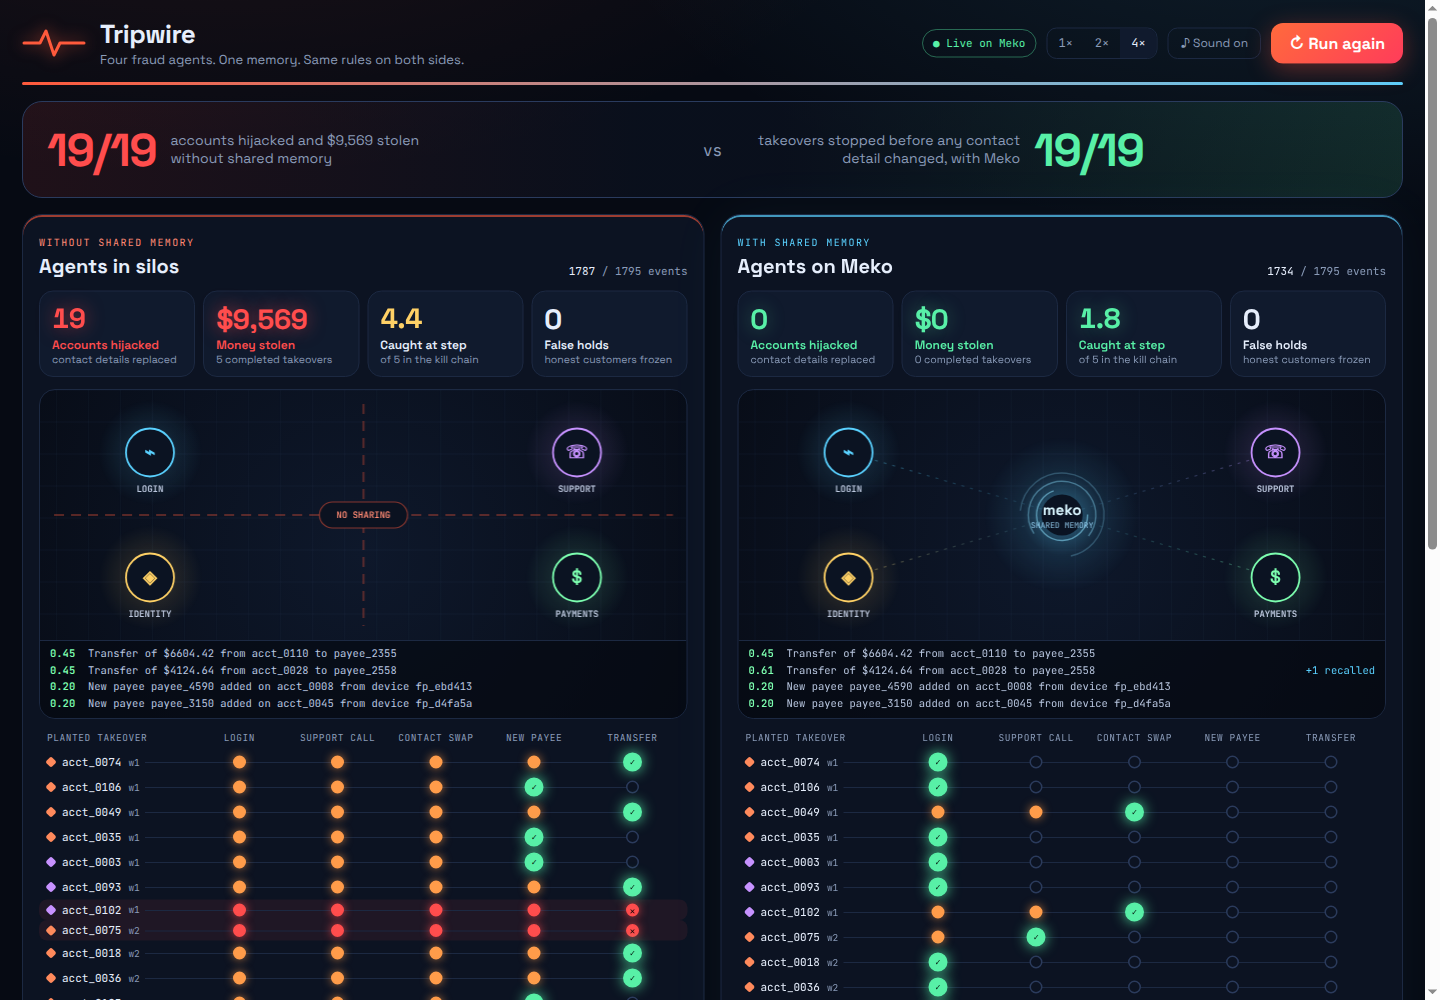 Tripwire
Four fraud agents. One memory. Same rules on both sides.
● Live on Meko
1× 2× 4×
♪ Sound on
↻ Run again
19/19
accounts hijacked and $9,569 stolen
without shared memory
VS
takeovers stopped before any contact
detail changed, with Meko
19/19
WITHOUT SHARED MEMORY
Agents in silos
1787 / 1795 events
19
Accounts hijacked
contact details replaced
$9,569
Money stolen
5 completed takeovers
4.4
Caught at step
of 5 in the kill chain
0
False holds
honest customers frozen
LOGIN
SUPPORT
NO SHARING
IDENTITY
$
PAYMENTS
0.45 Transfer of $6604.42 from acct_0110 to payee_2355
0.45 Transfer of $4124.64 from acct_0028 to payee_2558
0.20 New payee payee_4590 added on acct_0008 from device fp_ebd413
0.20 New payee payee_3150 added on acct_0045 from device fp_d4fa5a
PLANTED TAKEOVER LOGIN SUPPORT CALL CONTACT SWAP NEW PAYEE TRANSFER
acct_0074 w1
acct_0106 w1
acct_0049 w1
acct_0035 w1
acct_0003 w1
acct_0093 w1
acct_0102 w1
acct_0075 w2
acct_0018 w2
acct_0036 w2
WITH SHARED MEMORY
Agents on Meko
1734 / 1795 events
0
Accounts hijacked
contact details replaced
$0
Money stolen
0 completed takeovers
1.8
Caught at step
of 5 in the kill chain
0
False holds
honest customers frozen
LOGIN
SUPPORT
meko
SHARED MEMORY
IDENTITY
$
PAYMENTS
0.45 Transfer of $6604.42 from acct_0110 to payee_2355
0.61 Transfer of $4124.64 from acct_0028 to payee_2558 +1 recalled
0.20 New payee payee_4590 added on acct_0008 from device fp_ebd413
0.20 New payee payee_3150 added on acct_0045 from device fp_d4fa5a
PLANTED TAKEOVER LOGIN SUPPORT CALL CONTACT SWAP NEW PAYEE TRANSFER
acct_0074 w1
acct_0106 w1
acct_0049 w1
acct_0035 w1
acct_0003 w1
acct_0093 w1
acct_0102 w1
acct_0075 w2
acct_0018 w2
acct_0036 w2